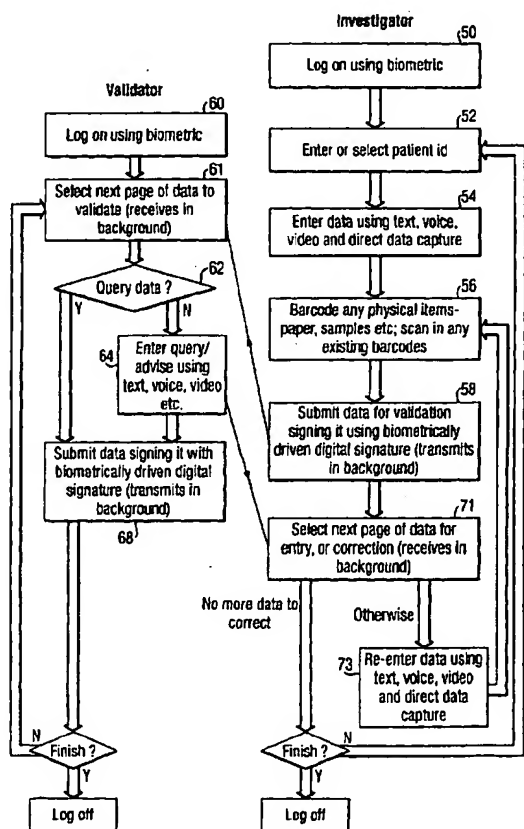 Validator
60
Log on using biometric
61
Select next page of data to
validate (receives in
background)
62
Query data ?
Y
N
64
Enter query/
advise using
text, voice, video
etc.
Submit data signing it with
biometrically driven digital
signature (transmits in
background)
68
N
Finish ?
Y
Log off
Investigator
50
Log on using biometric
52
Enter or select patient id
54
Enter data using text, voice,
video and direct data capture
56
Barcode any physical items-
paper, samples etc; scan in any
existing barcodes
58
Submit data for validation
signing it using biometrically
driven digital signature (transmits
in background)
71
Select next page of data for
entry, or correction (receives in
background)
No more data to
correct
Otherwise
73
Re-enter data using
text, voice, video
and direct data
capture
Finish ?
N
Y
Log off